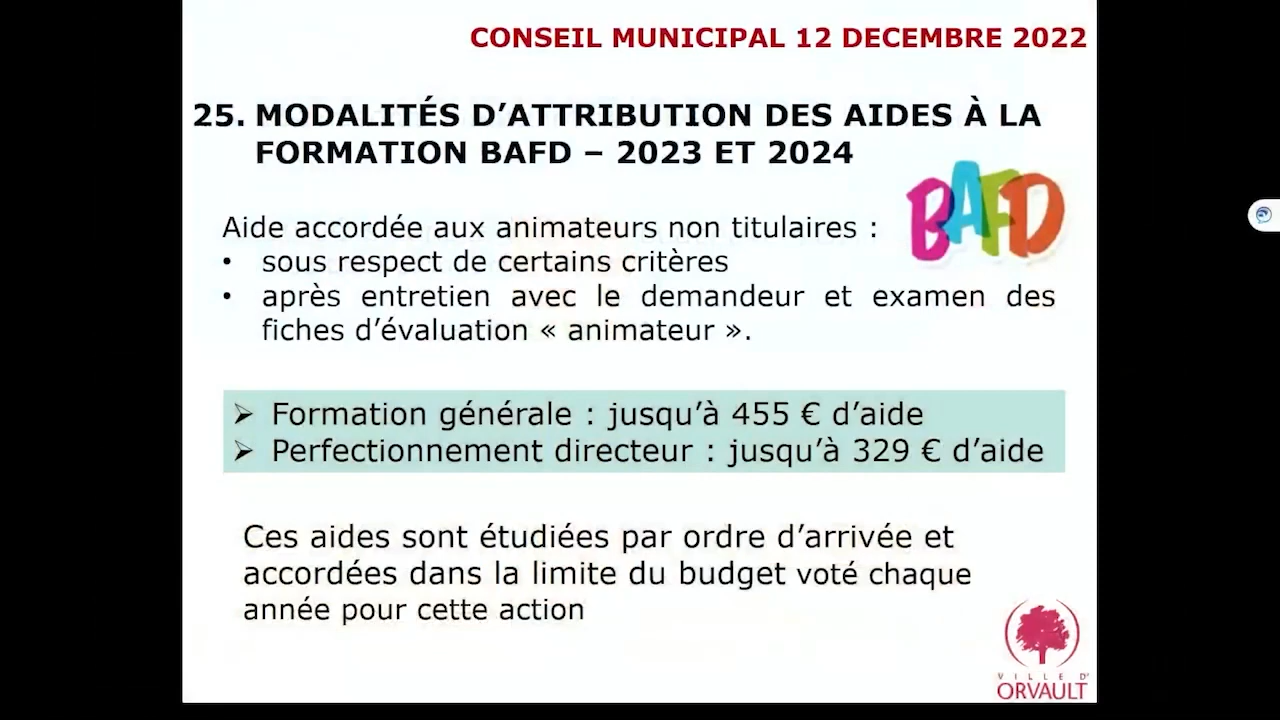 CONSEIL MUNICIPAL 12 DECEMBRE 2022
25. MODALITÉS D’ATTRIBUTION DES AIDES À LA
FORMATION BAFD – 2023 ET 2024
BAFD
Aide accordée aux animateurs non titulaires :
• sous respect de certains critères
• après entretien avec le demandeur et examen des
fiches d’évaluation « animateur ».
➢ Formation générale : jusqu’à 455 € d’aide
➢ Perfectionnement directeur : jusqu’à 329 € d’aide
Ces aides sont étudiées par ordre d’arrivée et
accordées dans la limite du budget voté chaque
année pour cette action
VILLE D'
ORVAULT